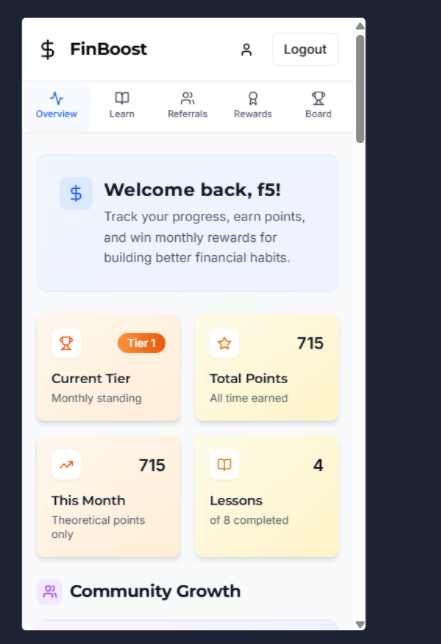 FinBoost
Logout
Overview
Learn
Referrals
Rewards
Board
Welcome back, f5!
Track your progress, earn points,
and win monthly rewards for
building better financial habits.
Tier 1
Current Tier
Monthly standing
715
Total Points
All time earned
715
This Month
Theoretical points
only
4
Lessons
of 8 completed
Community Growth